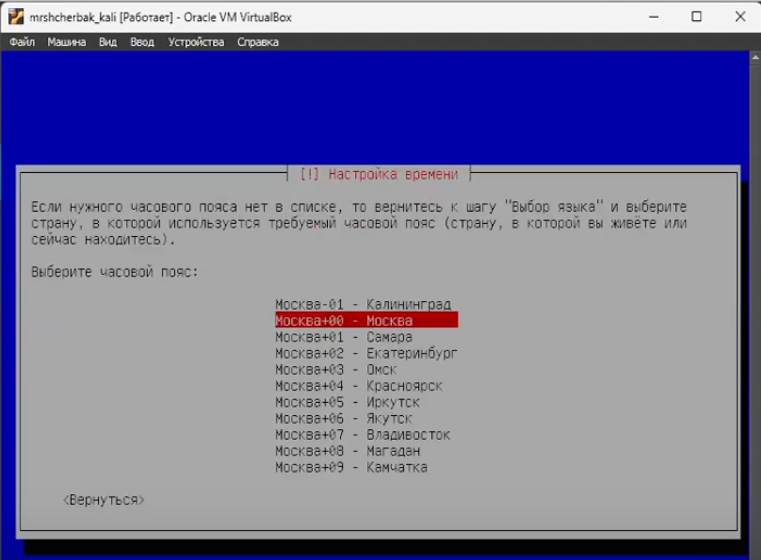 mrshcherbak_kali [Работает] - Oracle VM VirtualBox
Файл Машина Вид Ввод Устройства Справка
[!] Настройка времени
Если нужного часового пояса нет в списке, то вернитесь к шагу "Выбор языка" и выберите
страну, в которой используется требуемый часовой пояс (страну, в которой вы живёте или
сейчас находитесь).
Выберите часовой пояс:
Москва-01 - Калининград
Москва+00 - Москва
Москва+01 - Самара
Москва+02 - Екатеринбург
Москва+03 - Омск
Москва+04 - Красноярск
Москва+05 - Иркутск
Москва+06 - Якутск
Москва+07 - Владивосток
Москва+08 - Магадан
Москва+09 - Камчатка
<Вернуться>